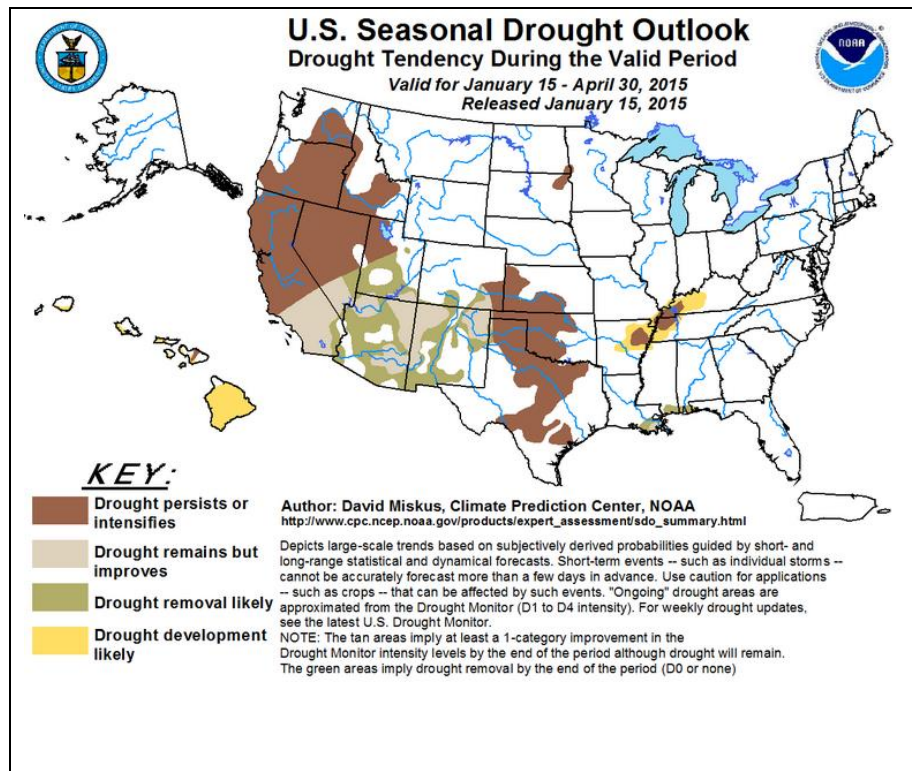 U.S. Seasonal Drought Outlook
Drought Tendency During the Valid Period
Valid for January 15 - April 30, 2015
Released January 15, 2015
NOAA
KEY:
Drought persists or
intensifies
Drought remains but
improves
Drought removal likely
Drought development
likely
Author: David Miskus, Climate Prediction Center, NOAA
http://www.cpc.ncep.noaa.gov/products/expert_assessment/sdo_summary.html
Depicts large-scale trends based on subjectively derived probabilities guided by short- and
long-range statistical and dynamical forecasts. Short-term events -- such as individual storms --
cannot be accurately forecast more than a few days in advance. Use caution for applications
-- such as crops -- that can be affected by such events. "Ongoing" drought areas are
approximated from the Drought Monitor (D1 to D4 intensity). For weekly drought updates,
see the latest U.S. Drought Monitor.
NOTE: The tan areas imply at least a 1-category improvement in the
Drought Monitor intensity levels by the end of the period although drought will remain.
The green areas imply drought removal by the end of the period (D0 or none)